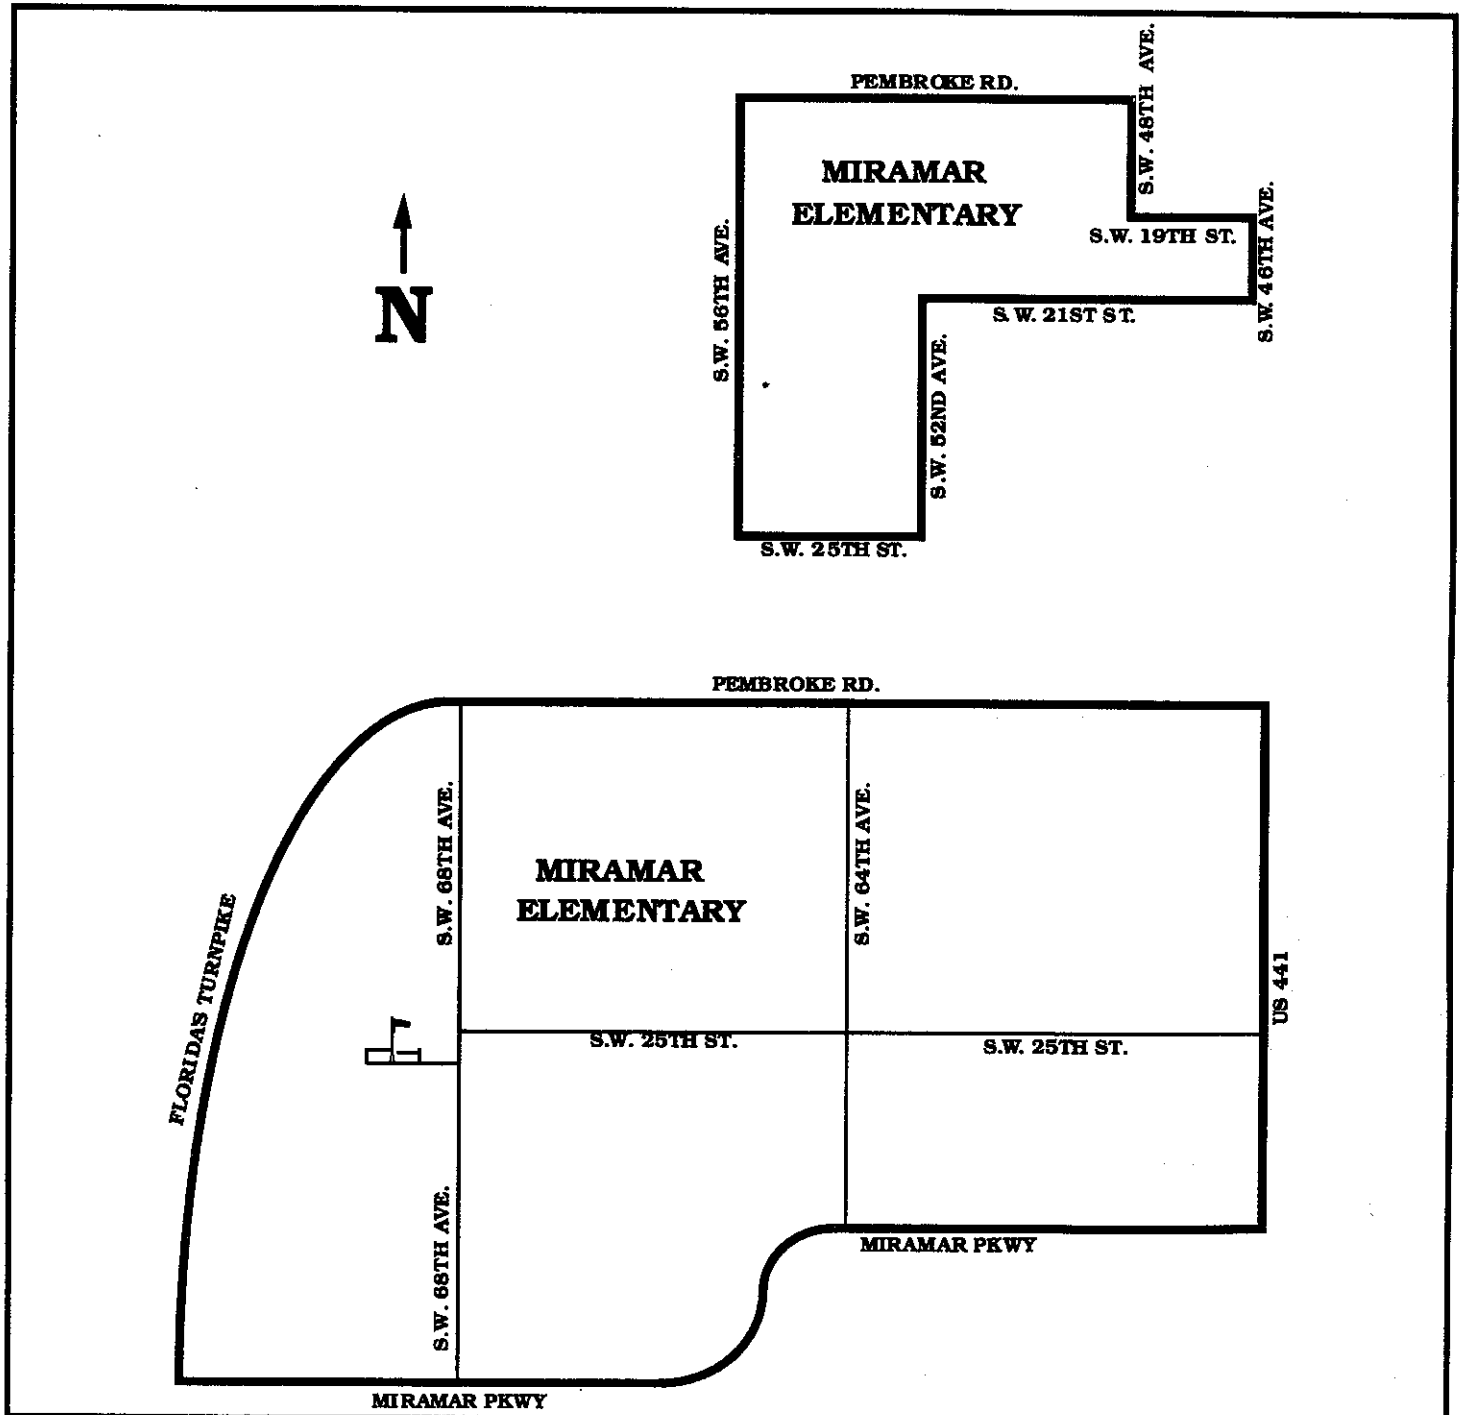 PEMBROKE RD.
S.W. 48TH AVE.
MIRAMAR
ELEMENTARY
S.W. 19TH ST.
S.W. 46TH AVE.
S.W. 56TH AVE.
N
S.W. 21ST ST.
S.W. 52ND AVE.
S.W. 25TH ST.
PEMBROKE RD.
S.W. 68TH AVE.
S.W. 64TH AVE.
MIRAMAR
ELEMENTARY
FLORIDAS TURNPIKE
US 441
S.W. 25TH ST.
S.W. 25TH ST.
S.W. 68TH AVE.
MIRAMAR PKWY
MIRAMAR PKWY